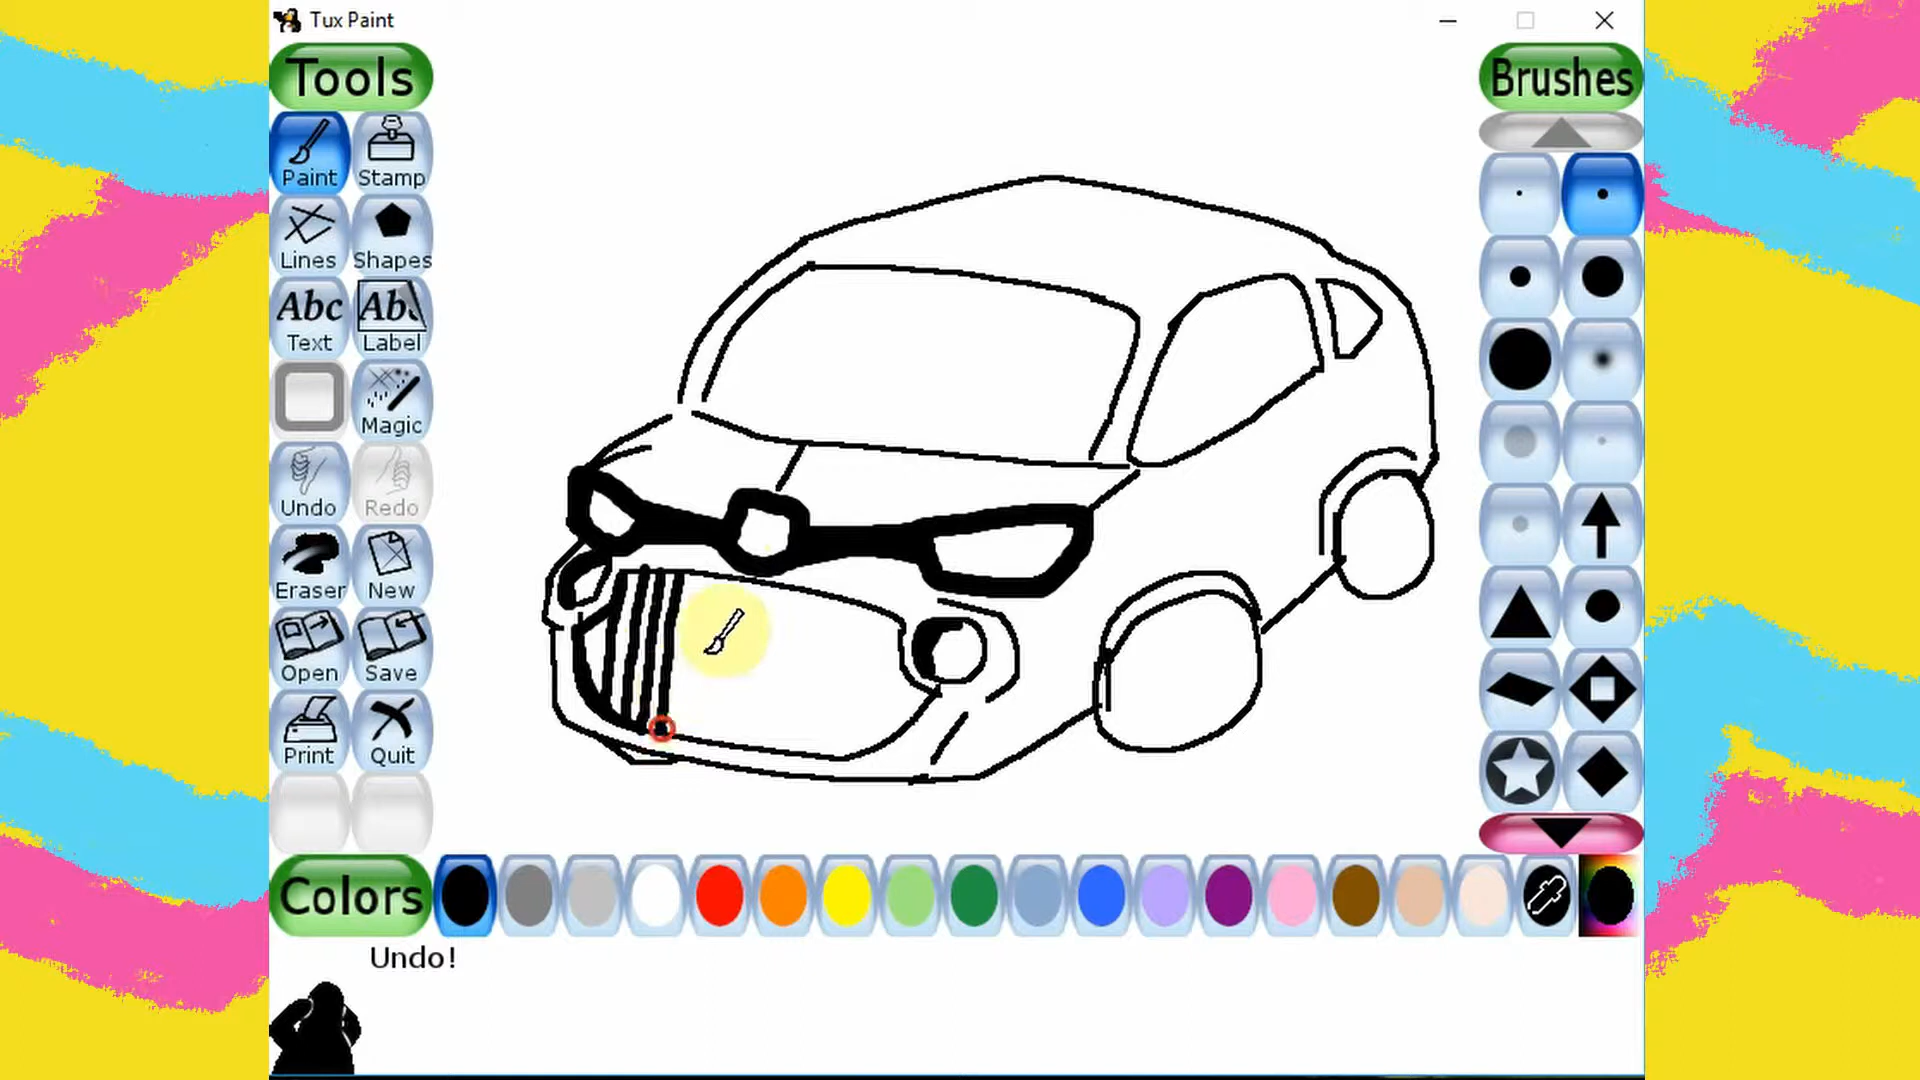 Tux Paint
Tools
Brushes
Paint
Stamp
Lines
Shapes
Abc
Text
Abc
Label
Magic
Undo
Redo
Eraser
New
Open
Save
Print
Quit
Colors
Undo!